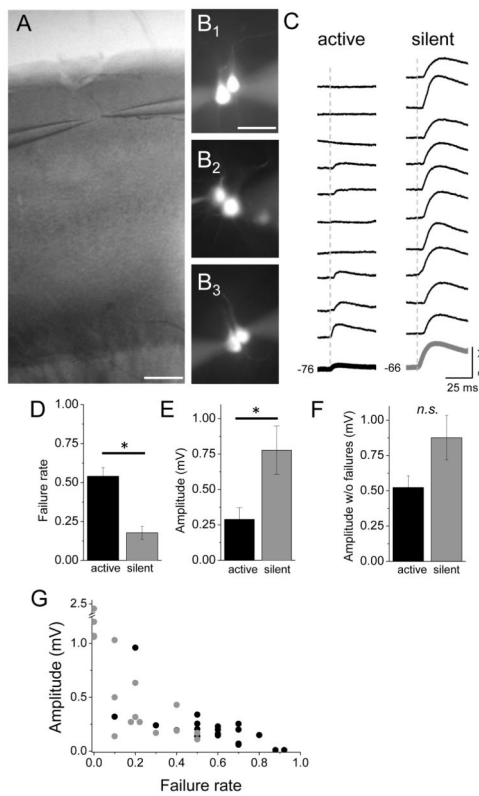 A
B1
B2
B3
C
active silent
-76
-66
25 ms
D
Failure rate
1.00
0.75
0.50
0.25
0.00
active silent
*
E
Amplitude (mV)
1.00
0.75
0.50
0.25
0.00
active silent
*
F
Amplitude w/o failures (mV)
1.00
0.75
0.50
0.25
0.00
active silent
n.s.
G
Amplitude (mV)
2.5
1.0
0.5
0.0
0.0 0.2 0.4 0.6 0.8 1.0
Failure rate